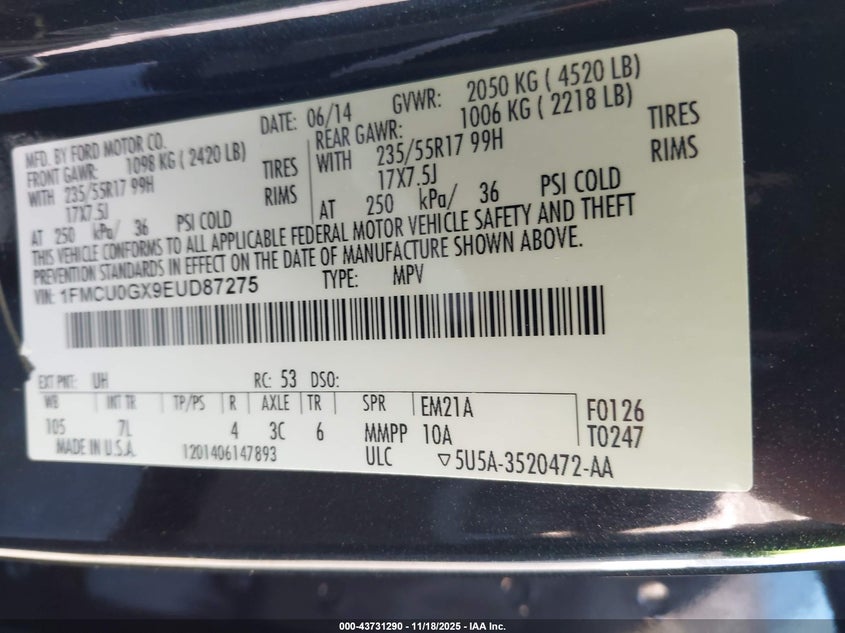 MFD. BY FORD MOTOR CO.
DATE: 06/14 GVWR: 2050 KG ( 4520 LB)
FRONT GAWR: 1098 KG ( 2420 LB) REAR GAWR: 1006 KG ( 2218 LB)
WITH 235/55R17 99H TIRES WITH 235/55R17 99H TIRES
17X7.5J RIMS 17X7.5J RIMS
AT 250 kPa/ 36 PSI COLD AT 250 kPa/ 36 PSI COLD
THIS VEHICLE CONFORMS TO ALL APPLICABLE FEDERAL MOTOR VEHICLE SAFETY AND THEFT
PREVENTION STANDARDS IN EFFECT ON THE DATE OF MANUFACTURE SHOWN ABOVE.
VIN: 1FMCU0GX9EUD87275 TYPE: MPV
EXT PNT: UH RC: 53 DSO:
WB INT TR TP/PS R AXLE TR SPR EM21A F0126
105 7L 4 3C 6 MMPP 10A T0247
MADE IN U.S.A. 1201406147893 ULC ▽5U5A-3520472-AA
000-43731290 - 11/18/2025 - IAA Inc.